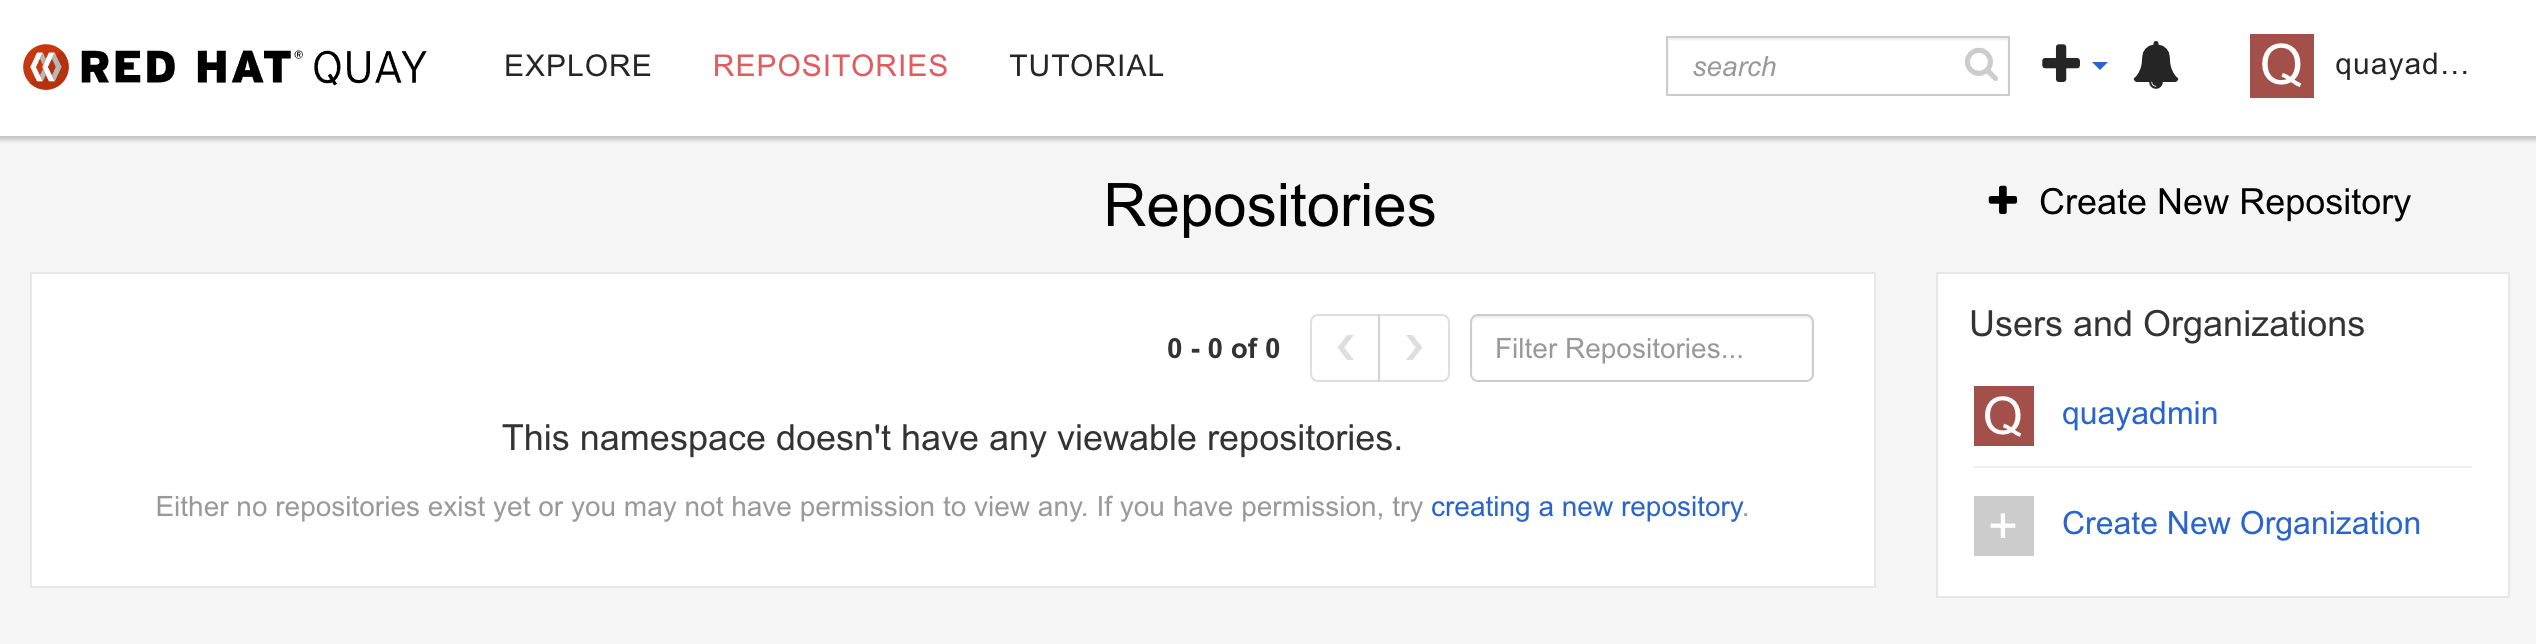 RED HAT® QUAY EXPLORE REPOSITORIES TUTORIAL search Q quayad...
Repositories
Create New Repository
0 - 0 of 0 Filter Repositories...
This namespace doesn't have any viewable repositories.
Either no repositories exist yet or you may not have permission to view any. If you have permission, try creating a new repository.
Users and Organizations
Q quayadmin
Create New Organization